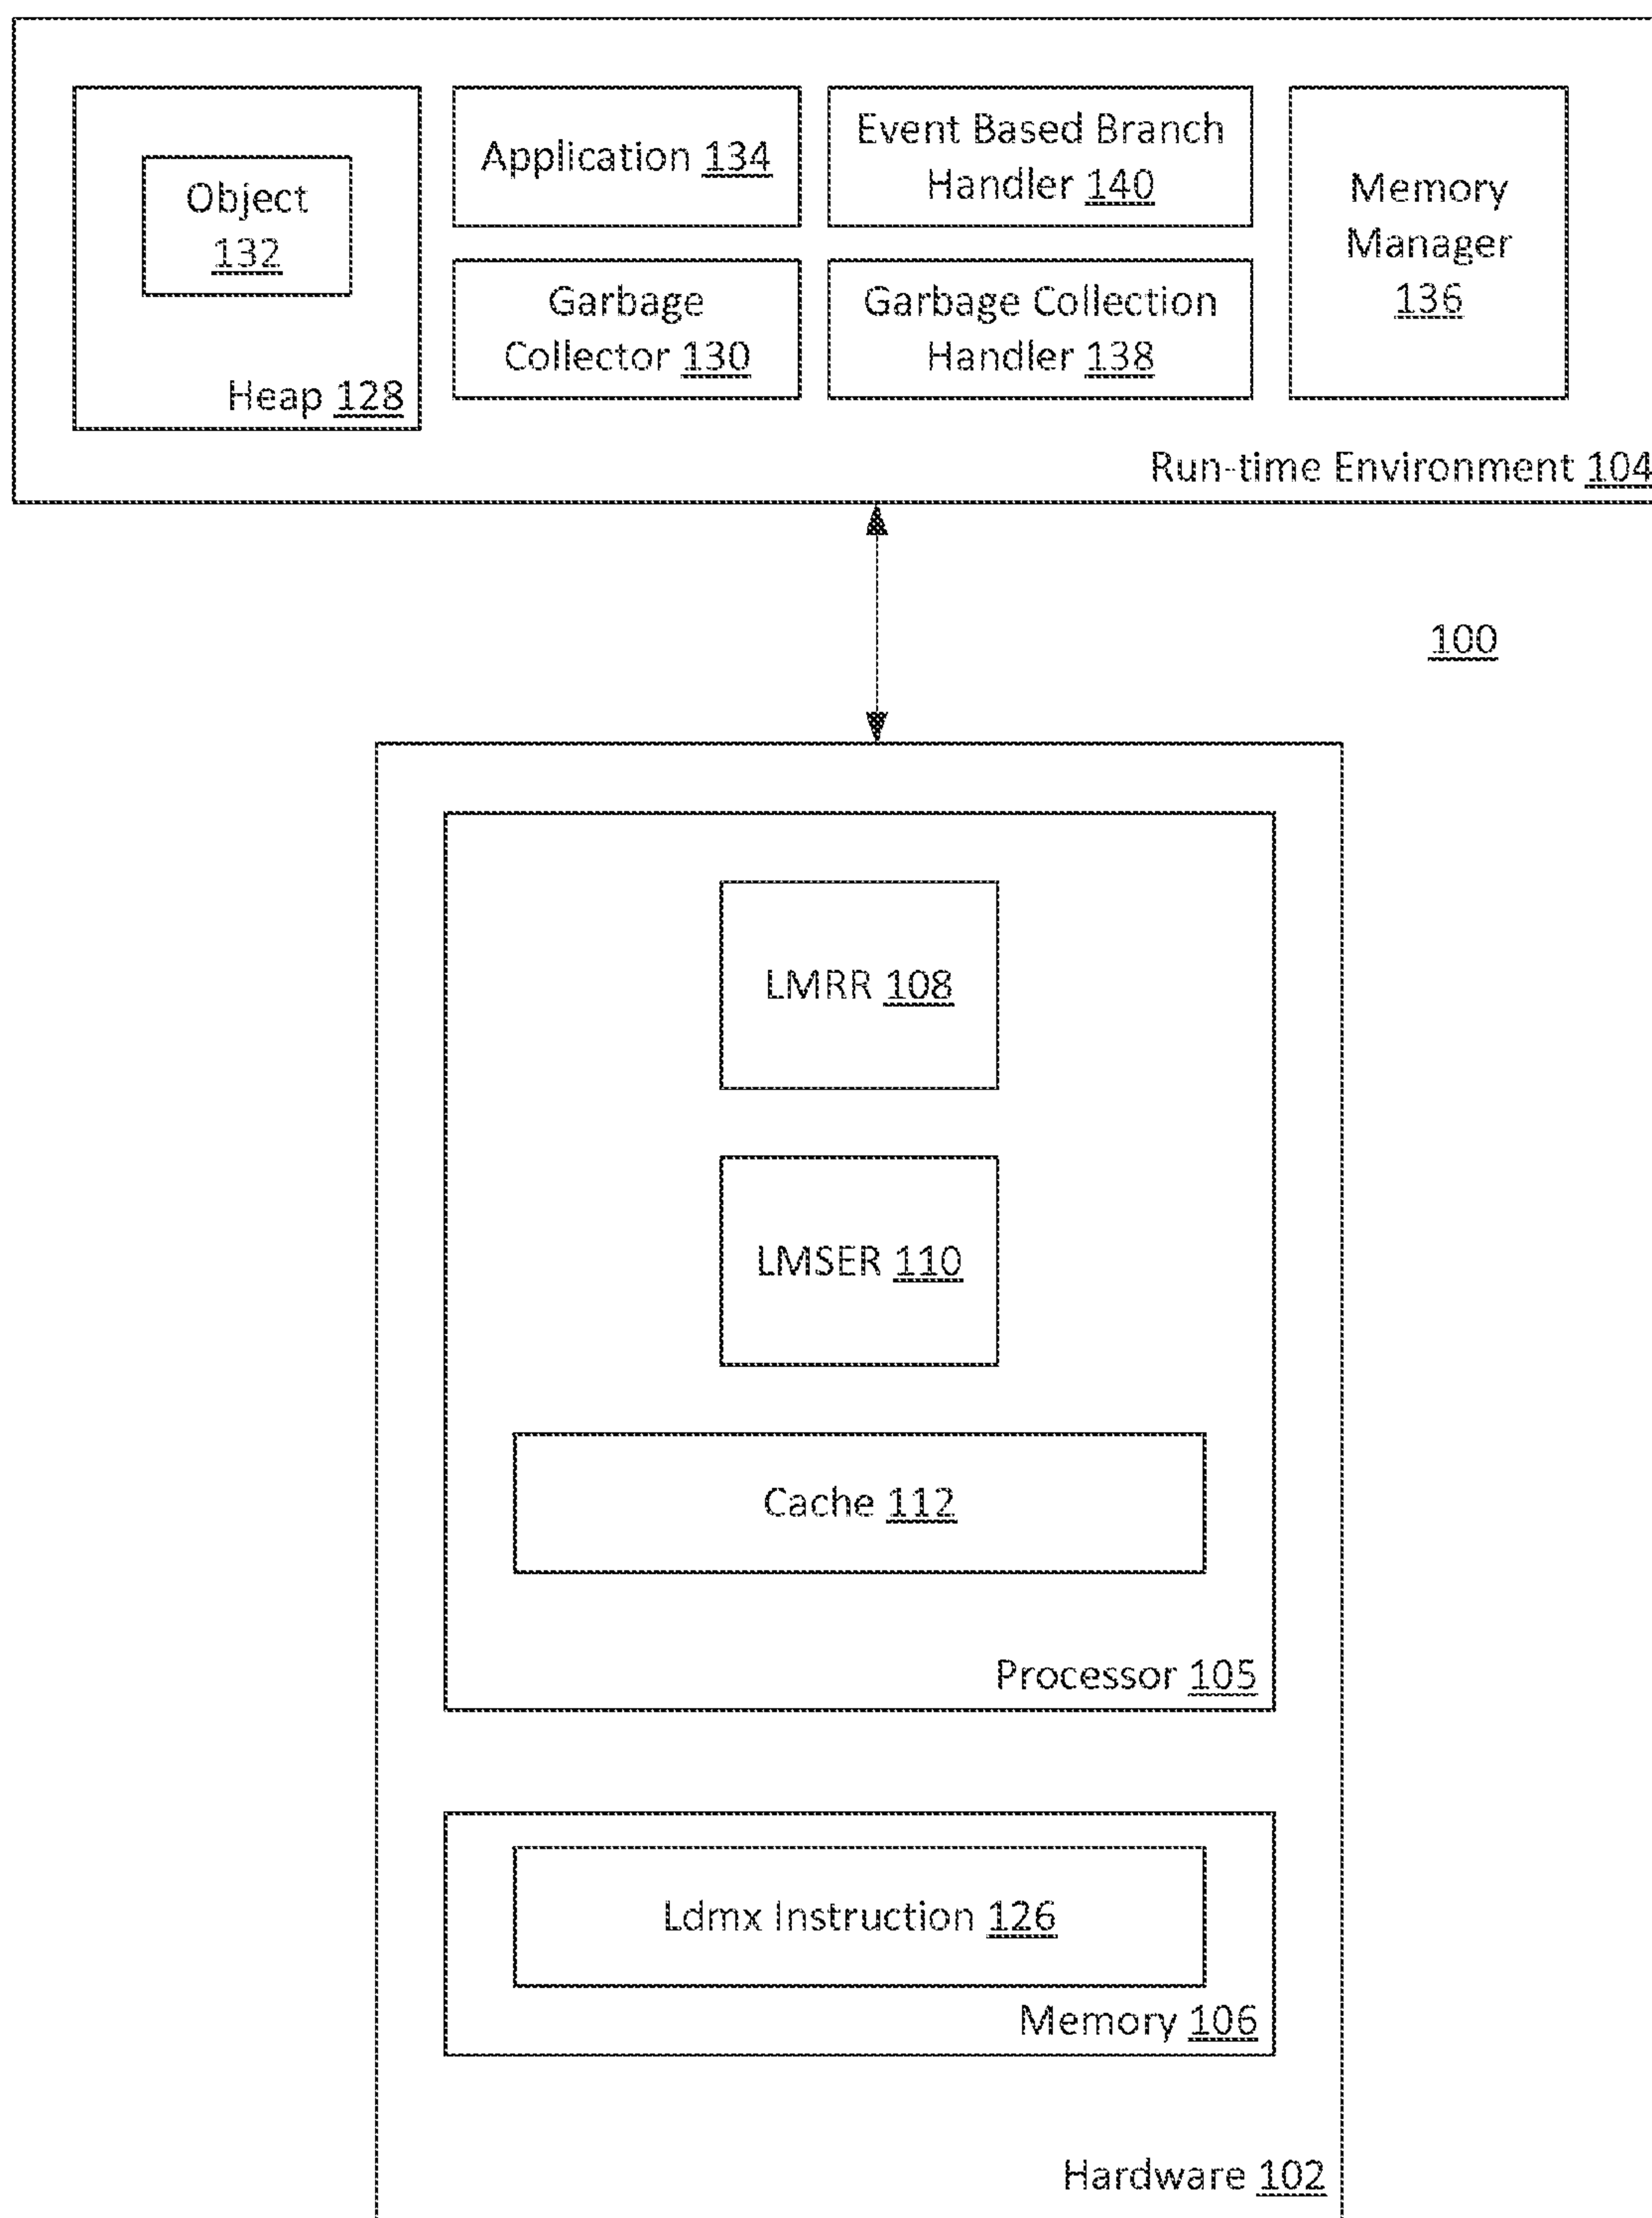 Object
132
Heap 128
Application 134
Garbage
Collector 130
Event Based Branch
Handler 140
Garbage Collection
Handler 138
Memory
Manager
136
Run-time Environment 104
100
LMRR 108
LMSER 110
Cache 112
Processor 105
Ldmx Instruction 126
Memory 106
Hardware 102